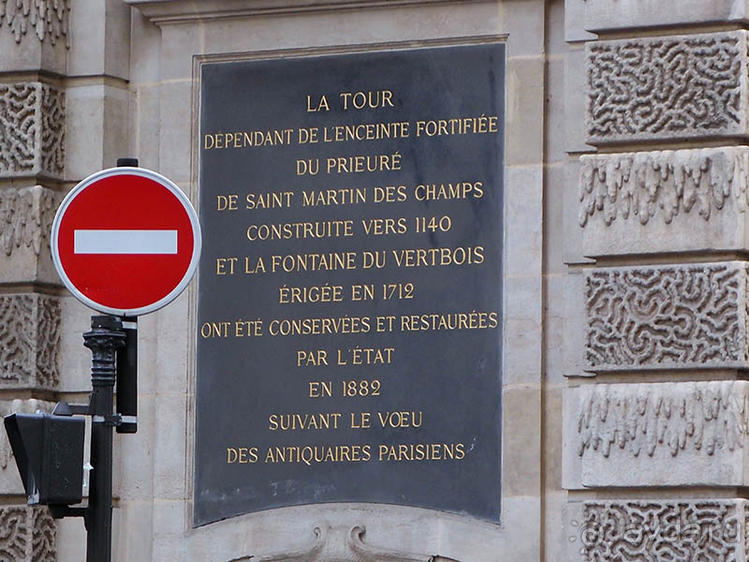 LA TOUR
DÉPENDANT DE L'ENCEINTE FORTIFIÉE
DU PRIEURÉ
DE SAINT MARTIN DES CHAMPS
CONSTRUITE VERS 1140
ET LA FONTAINE DU VERTBOIS
ÉRIGÉE EN 1712
ONT ÉTÉ CONSERVÉES ET RESTAURÉES
PAR L'ÉTAT
EN 1882
SUIVANT LE VŒU
DES ANTIQUAIRES PARISIENS